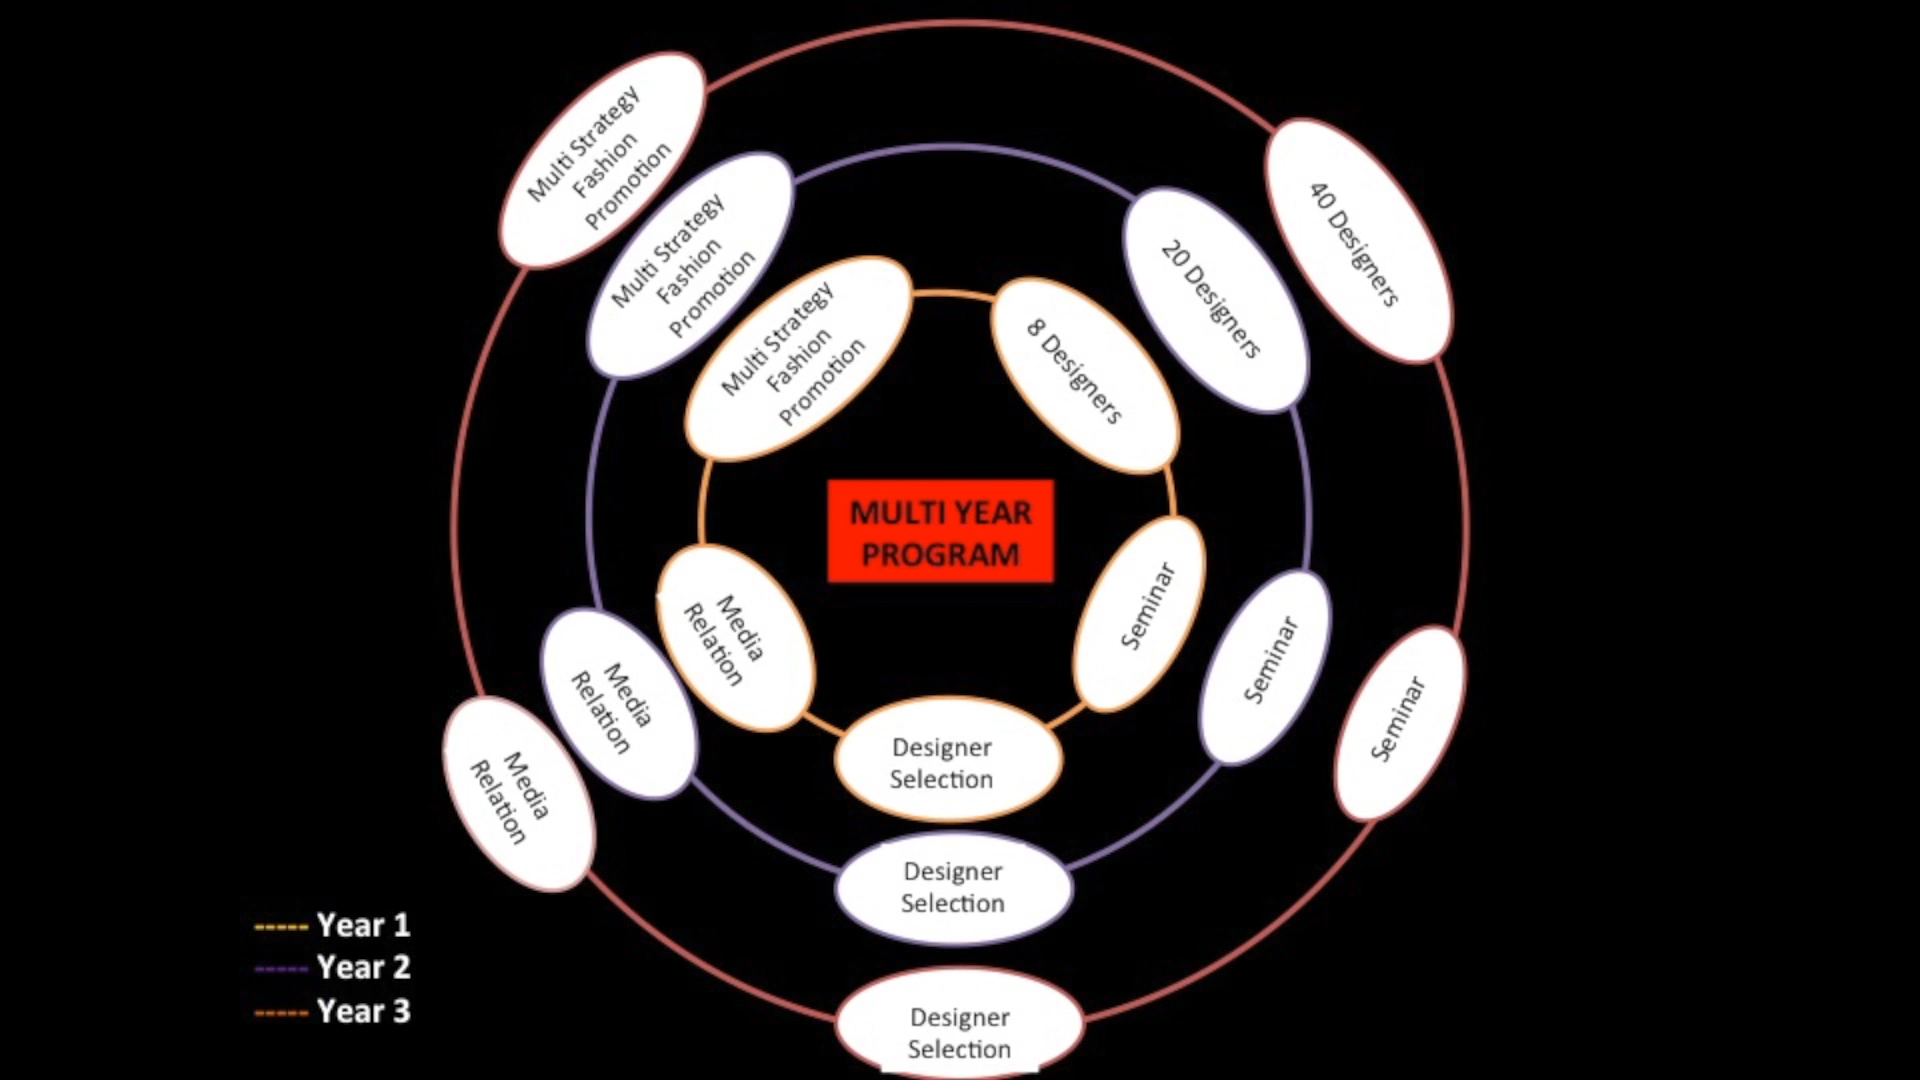 Multi Strategy
Fashion
Promotion
40 Designers
Multi Strategy
Fashion
Promotion
20 Designers
Multi Strategy
Fashion
Promotion
8 Designers
MULTI YEAR
PROGRAM
Media
Relation
Seminar
Media
Relation
Seminar
Media
Relation
Seminar
Designer
Selection
Designer
Selection
Designer
Selection
----- Year 1
----- Year 2
----- Year 3